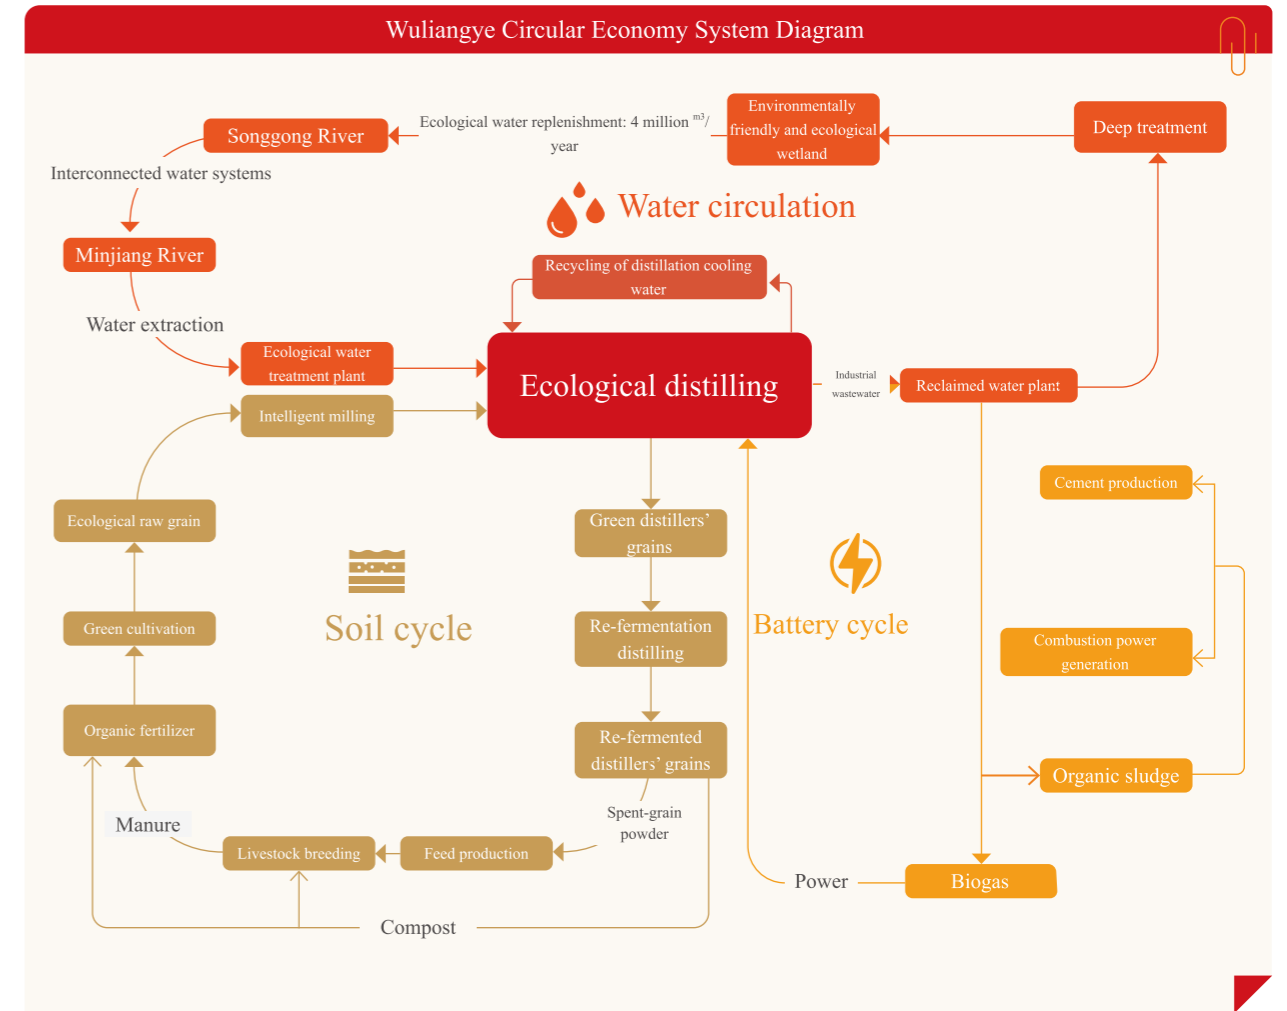 Wuliangye Circular Economy System Diagram
Songgong River
Ecological water replenishment: 4 million m3/
year
Environmentally
friendly and ecological
wetland
Deep treatment
Interconnected water systems
Water circulation
Minjiang River
Recycling of distillation cooling
water
Water extraction
Ecological water
treatment plant
Ecological distilling
Industrial
wastewater
Reclaimed water plant
Intelligent milling
Cement production
Ecological raw grain
Green distillers’
grains
Soil cycle
Battery cycle
Green cultivation
Re-fermentation
distilling
Combustion power
generation
Organic fertilizer
Re-fermented
distillers’ grains
Organic sludge
Spent-grain
powder
Manure
Livestock breeding
Feed production
Power
Biogas
Compost